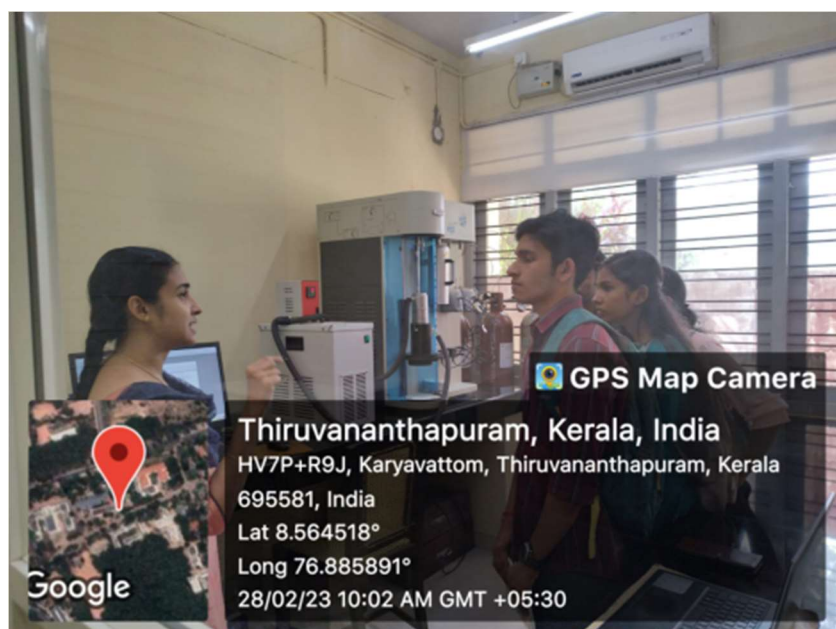 GPS Map Camera
Thiruvananthapuram, Kerala, India
HV7P+R9J, Karyavattom, Thiruvananthapuram, Kerala
695581, India
Lat 8.564518°
Long 76.885891°
28/02/23 10:02 AM GMT +05:30
Google